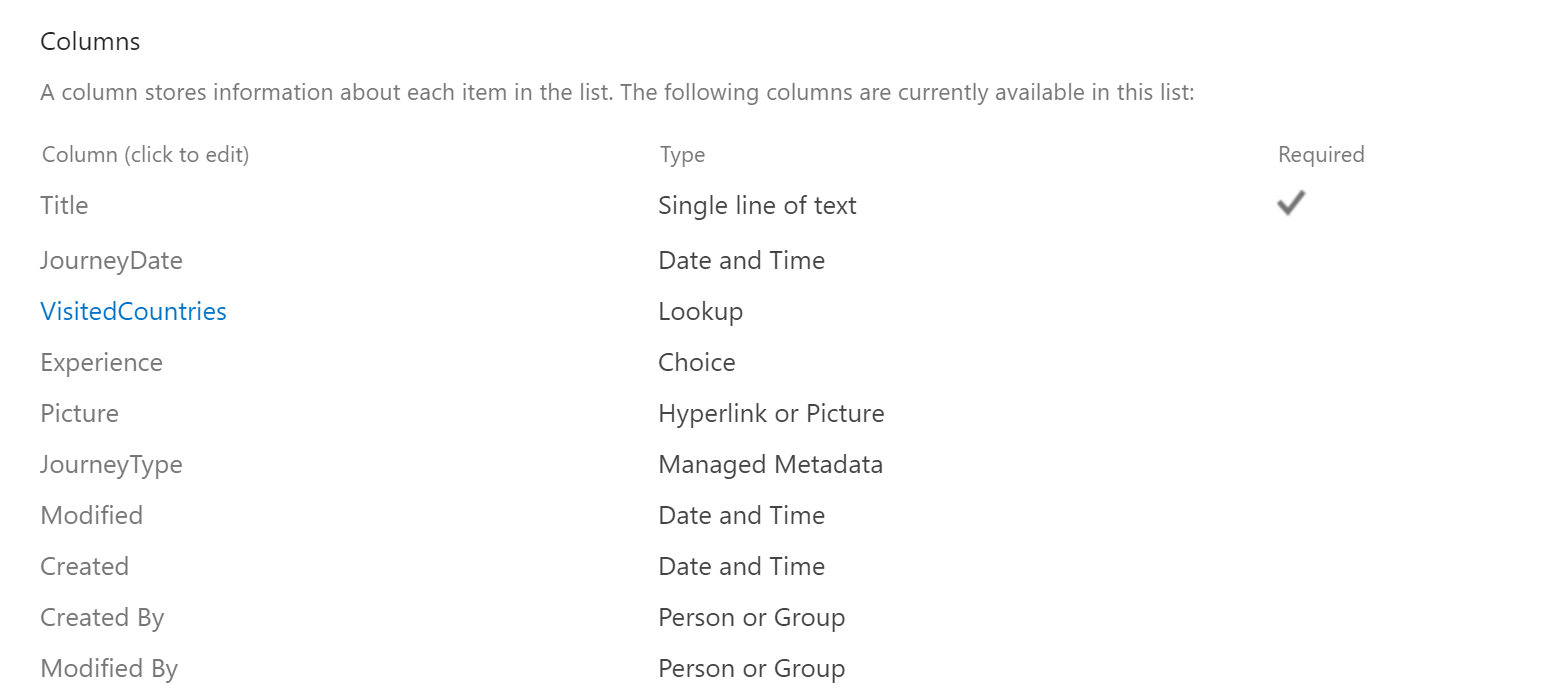 Columns
A column stores information about each item in the list. The following columns are currently available in this list:
Column (click to edit) Type Required
Title Single line of text
JourneyDate Date and Time
VisitedCountries Lookup
Experience Choice
Picture Hyperlink or Picture
JourneyType Managed Metadata
Modified Date and Time
Created Date and Time
Created By Person or Group
Modified By Person or Group